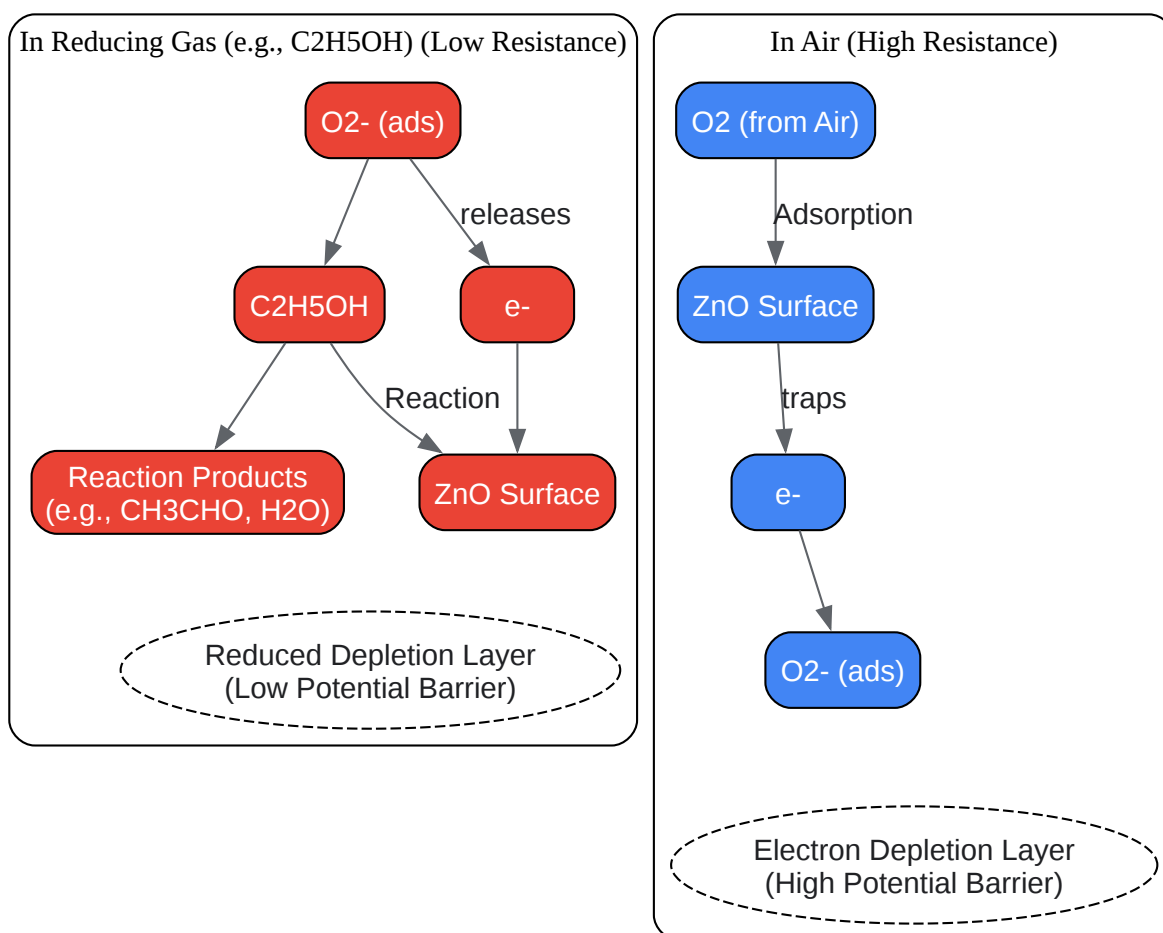 In Reducing Gas (e.g., C2H5OH) (Low Resistance)
O2- (ads)
releases
C2H5OH
e-
Reaction
Reaction Products
(e.g., CH3CHO, H2O)
ZnO Surface
Reduced Depletion Layer
(Low Potential Barrier)
In Air (High Resistance)
O2 (from Air)
Adsorption
ZnO Surface
traps
e-
O2- (ads)
Electron Depletion Layer
(High Potential Barrier)